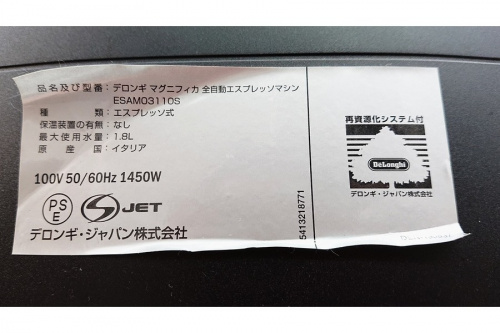 品名及び型番：デロンギ マグニフィカ 全自動エスプレッソマシン
ESAM03110S
種類：エスプレッソ式
保温装置の有無：なし
最大使用水量：1.8L
原産国：イタリア
100V 50/60Hz 1450W
PS
E
S JET
デロンギ・ジャパン株式会社
5413218771
再資源化システム付
DeLonghi
デロンギ・ジャパン株式会社